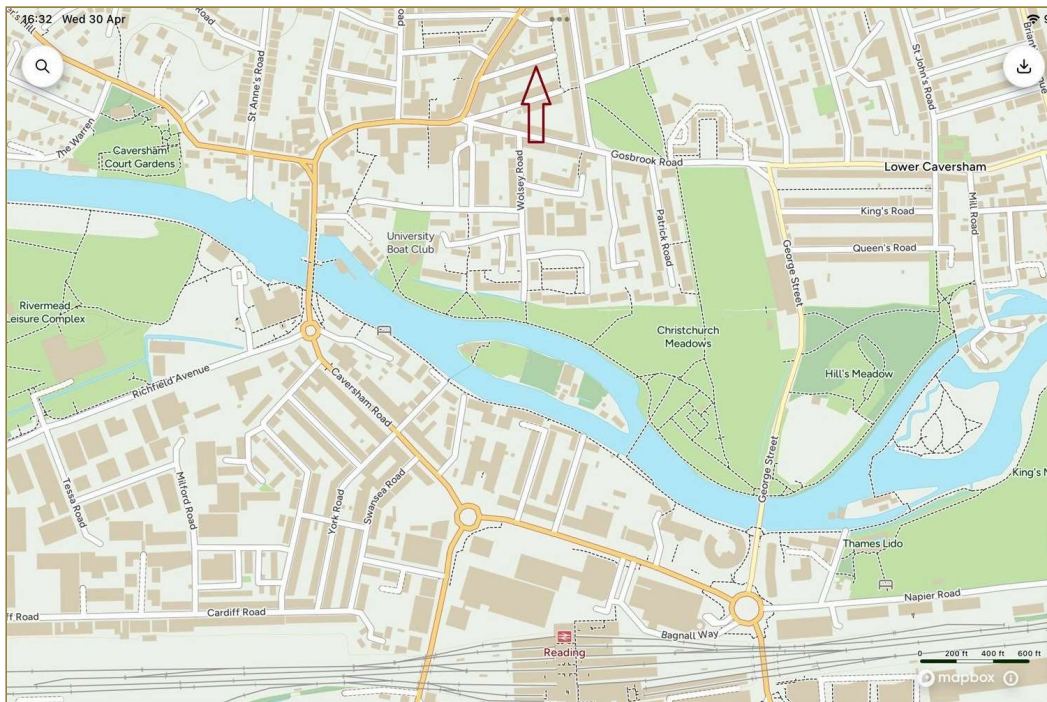 16:32 Wed 30 Apr
Road
St Anne's Road
The Warren
Caversham
Court Gardens
St John's Road
Gosbrook Road
Lower Caversham
Wolsey Road
Patrick Road
King's Road
Mill Road
Queen's Road
University
Boat Club
George Street
Rivermead
Leisure Complex
Christchurch
Meadows
Hill's Meadow
Richfield Avenue
Caversham Road
George Street
Tessa Road
Milford Road
York Road
Swansea Road
Thames Lido
Napier Road
Cardiff Road
Bagnall Way
Reading
0 200 ft 400 ft 600 ft
mapbox